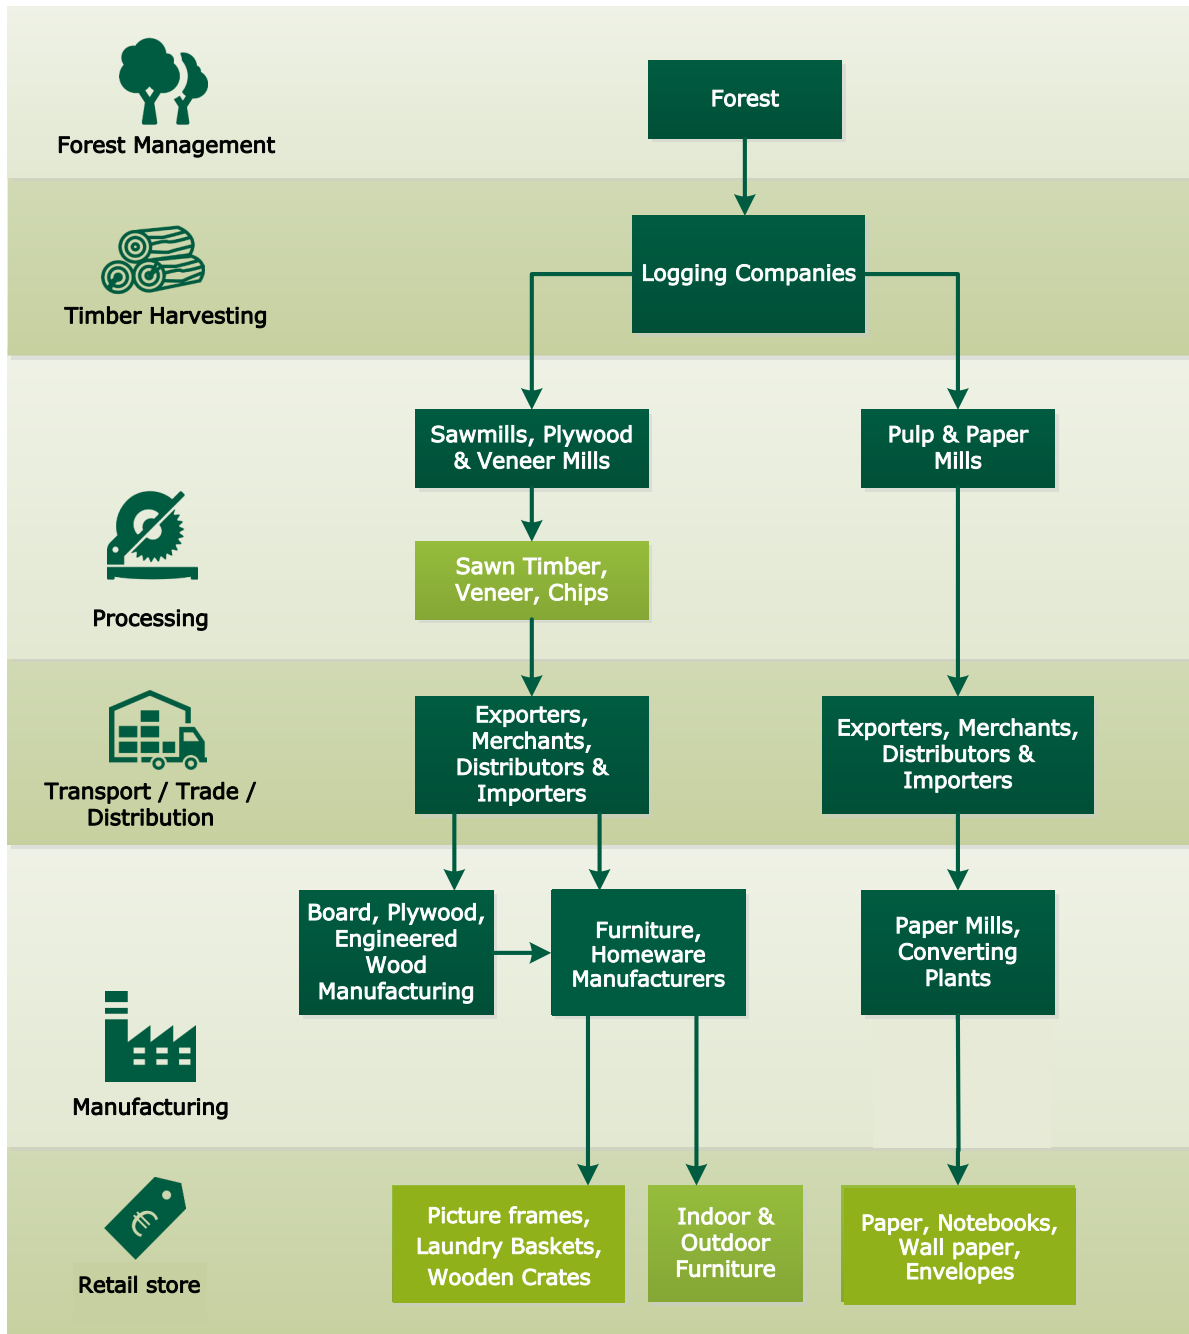 Forest Management
Forest
Timber Harvesting
Logging Companies
Sawmills, Plywood
& Veneer Mills
Pulp & Paper
Mills
Sawn Timber,
Veneer, Chips
Processing
Transport / Trade /
Distribution
Exporters,
Merchants,
Distributors &
Importers
Exporters, Merchants,
Distributors &
Importers
Board, Plywood,
Engineered
Wood
Manufacturing
Furniture,
Homeware
Manufacturers
Paper Mills,
Converting
Plants
Manufacturing
€
Retail store
Picture frames,
Laundry Baskets,
Wooden Crates
Indoor &
Outdoor
Furniture
Paper, Notebooks,
Wall paper,
Envelopes